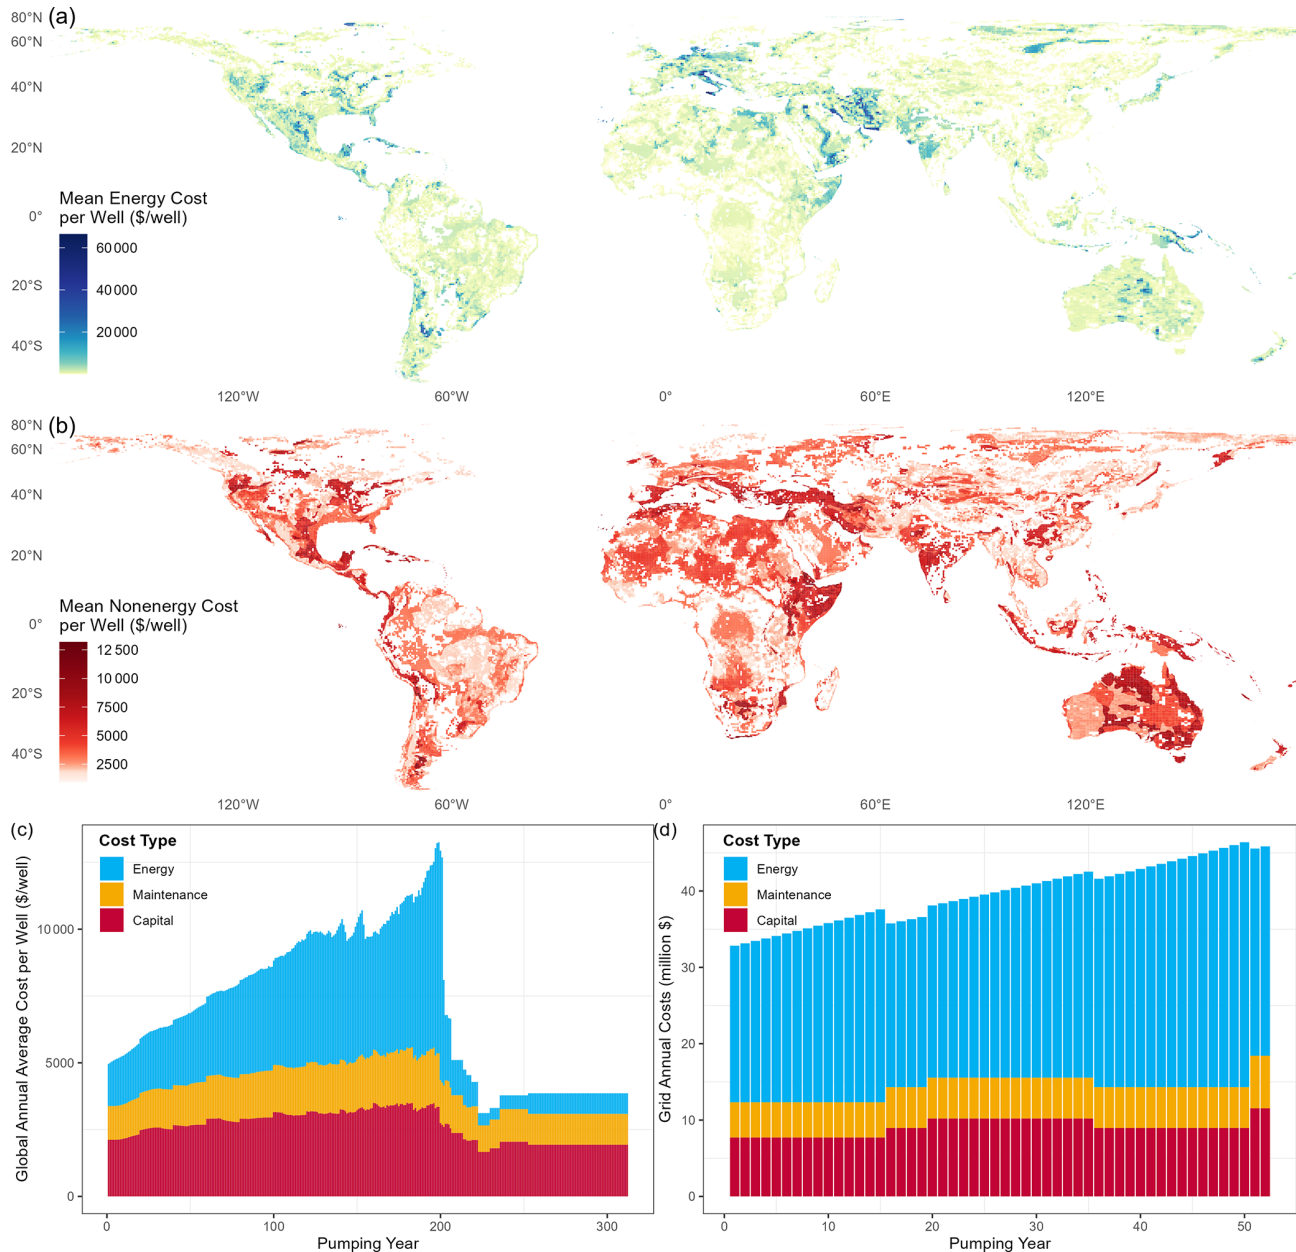 (a)
80°N
60°N
40°N
20°N
0°
20°S
40°S
Mean Energy Cost
per Well ($/well)
60 000
40 000
20 000
120°W 60°W 0° 60°E 120°E
(b)
80°N
60°N
40°N
20°N
0°
20°S
40°S
Mean Nonenergy Cost
per Well ($/well)
12 500
10 000
7500
5000
2500
120°W 60°W 0° 60°E 120°E
(c)
Global Annual Average Cost per Well ($/well)
Cost Type
Energy
Maintenance
Capital
10000
5000
0
0 100 200 300
Pumping Year
(d)
Grid Annual Costs (million $)
Cost Type
Energy
Maintenance
Capital
40
30
20
10
0
0 10 20 30 40 50
Pumping Year